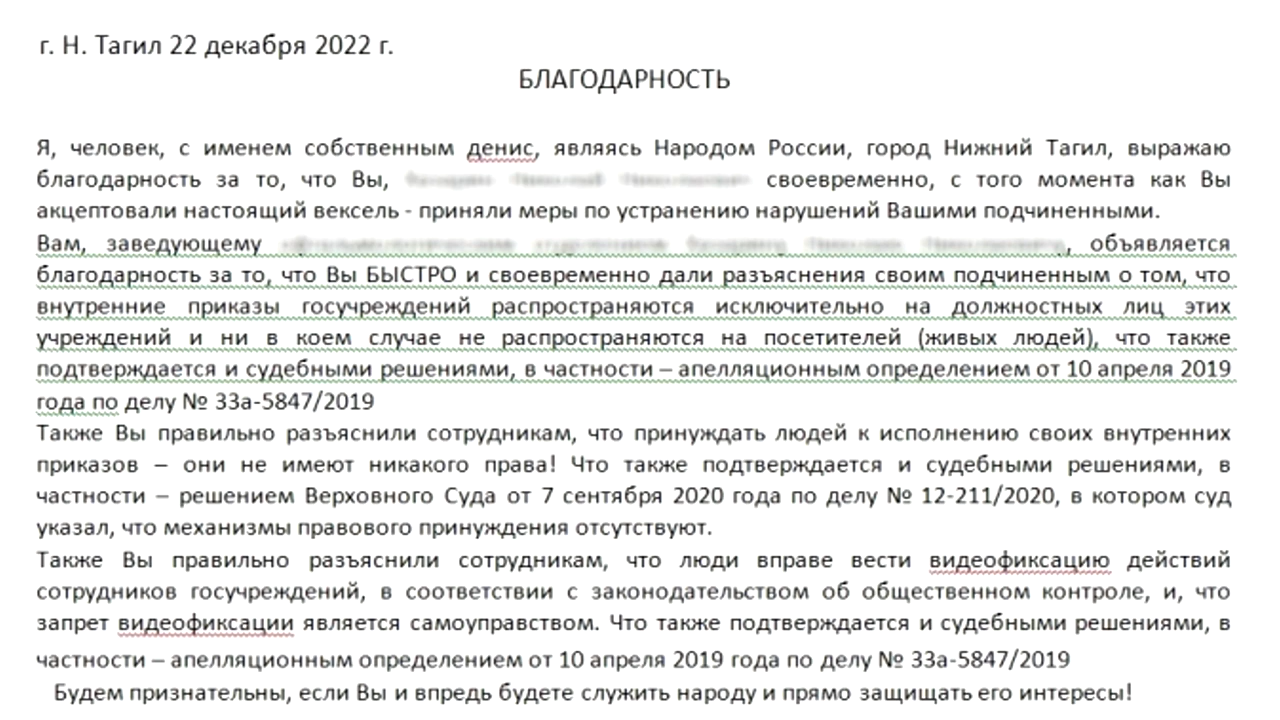 г. Н. Тагил 22 декабря 2022 г.
БЛАГОДАРНОСТЬ
Я, человек, с именем собственным денис, являясь Народом России, город Нижний Тагил, выражаю
благодарность за то, что Вы, своевременно, с того момента как Вы
акцептовали настоящий вексель - приняли меры по устранению нарушений Вашими подчиненными.
Вам, заведующему , объявляется
благодарность за то, что Вы БЫСТРО и своевременно дали разъяснения своим подчиненным о том, что
внутренние приказы госучреждений распространяются исключительно на должностных лиц этих
учреждений и ни в коем случае не распространяются на посетителей (живых людей), что также
подтверждается и судебными решениями, в частности – апелляционным определением от 10 апреля 2019
года по делу № 33а-5847/2019
Также Вы правильно разъяснили сотрудникам, что принуждать людей к исполнению своих внутренних
приказов – они не имеют никакого права! Что также подтверждается и судебными решениями, в
частности – решением Верховного Суда от 7 сентября 2020 года по делу № 12-211/2020, в котором суд
указал, что механизмы правового принуждения отсутствуют.
Также Вы правильно разъяснили сотрудникам, что люди вправе вести видеофиксацию действий
сотрудников госучреждений, в соответствии с законодательством об общественном контроле, и, что
запрет видеофиксации является самоуправством. Что также подтверждается и судебными решениями, в
частности – апелляционным определением от 10 апреля 2019 года по делу № 33а-5847/2019
Будем признательны, если Вы и впредь будете служить народу и прямо защищать его интересы!